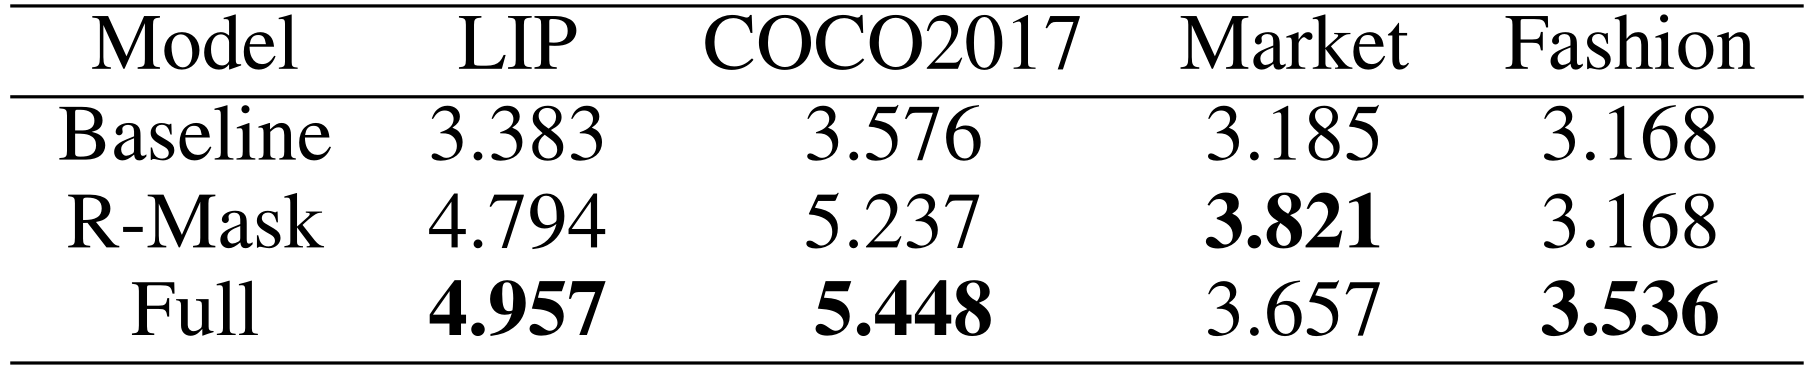 Model LIP COCO2017 Market Fashion
Baseline 3.383 3.576 3.185 3.168
R-Mask 4.794 5.237 3.821 3.168
Full 4.957 5.448 3.657 3.536